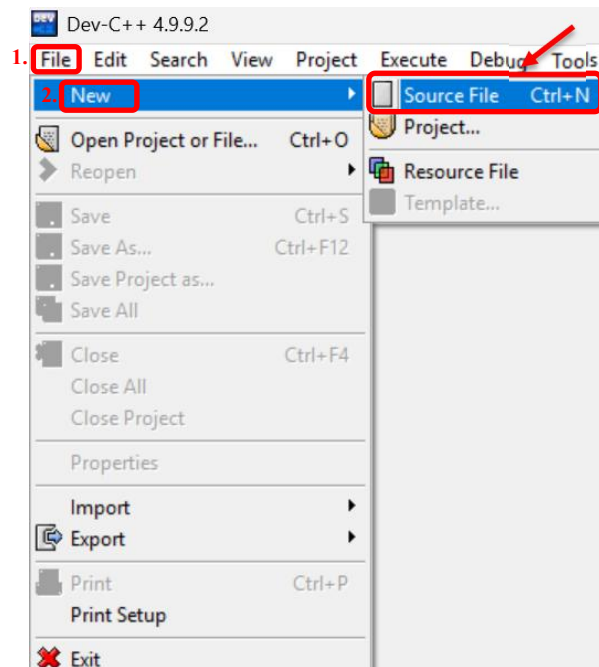 DEV Dev-C++ 4.9.9.2
1. File Edit Search View Project Execute Debug Tools
2. New
Source File Ctrl+N
Project...
Resource File
Template...
Open Project or File... Ctrl+O
Reopen
Save Ctrl+S
Save As... Ctrl+F12
Save Project as...
Save All
Close Ctrl+F4
Close All
Close Project
Properties
Import
Export
Print Ctrl+P
Print Setup
Exit